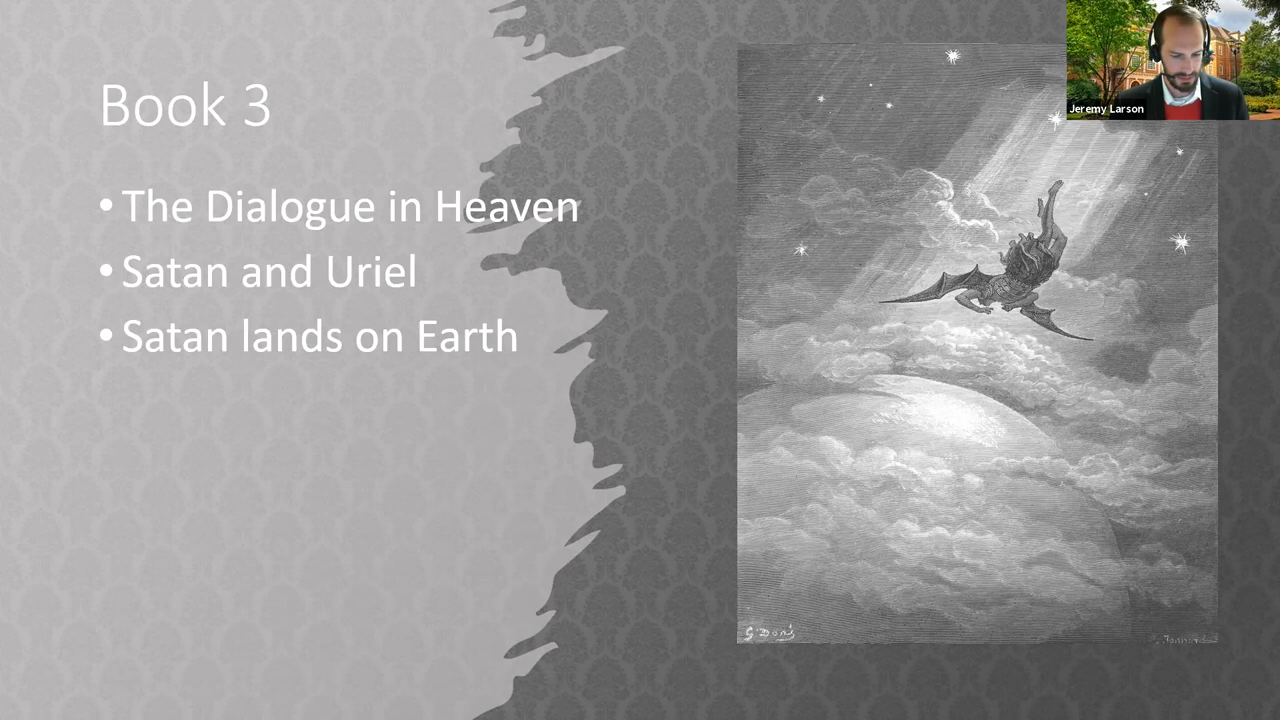 Book 3
• The Dialogue in Heaven
• Satan and Uriel
• Satan lands on Earth
Jeremy Larson
G. Doré